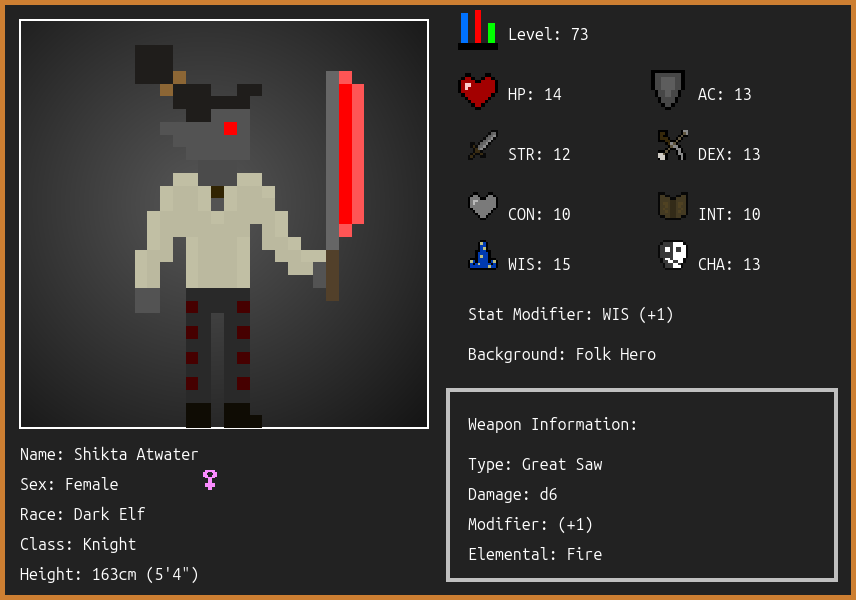 Level: 73
HP: 14
AC: 13
STR: 12
DEX: 13
CON: 10
INT: 10
WIS: 15
CHA: 13
Stat Modifier: WIS (+1)
Background: Folk Hero
Weapon Information:
Type: Great Saw
Damage: d6
Modifier: (+1)
Elemental: Fire
Name: Shikta Atwater
Sex: Female
Race: Dark Elf
Class: Knight
Height: 163cm (5'4")